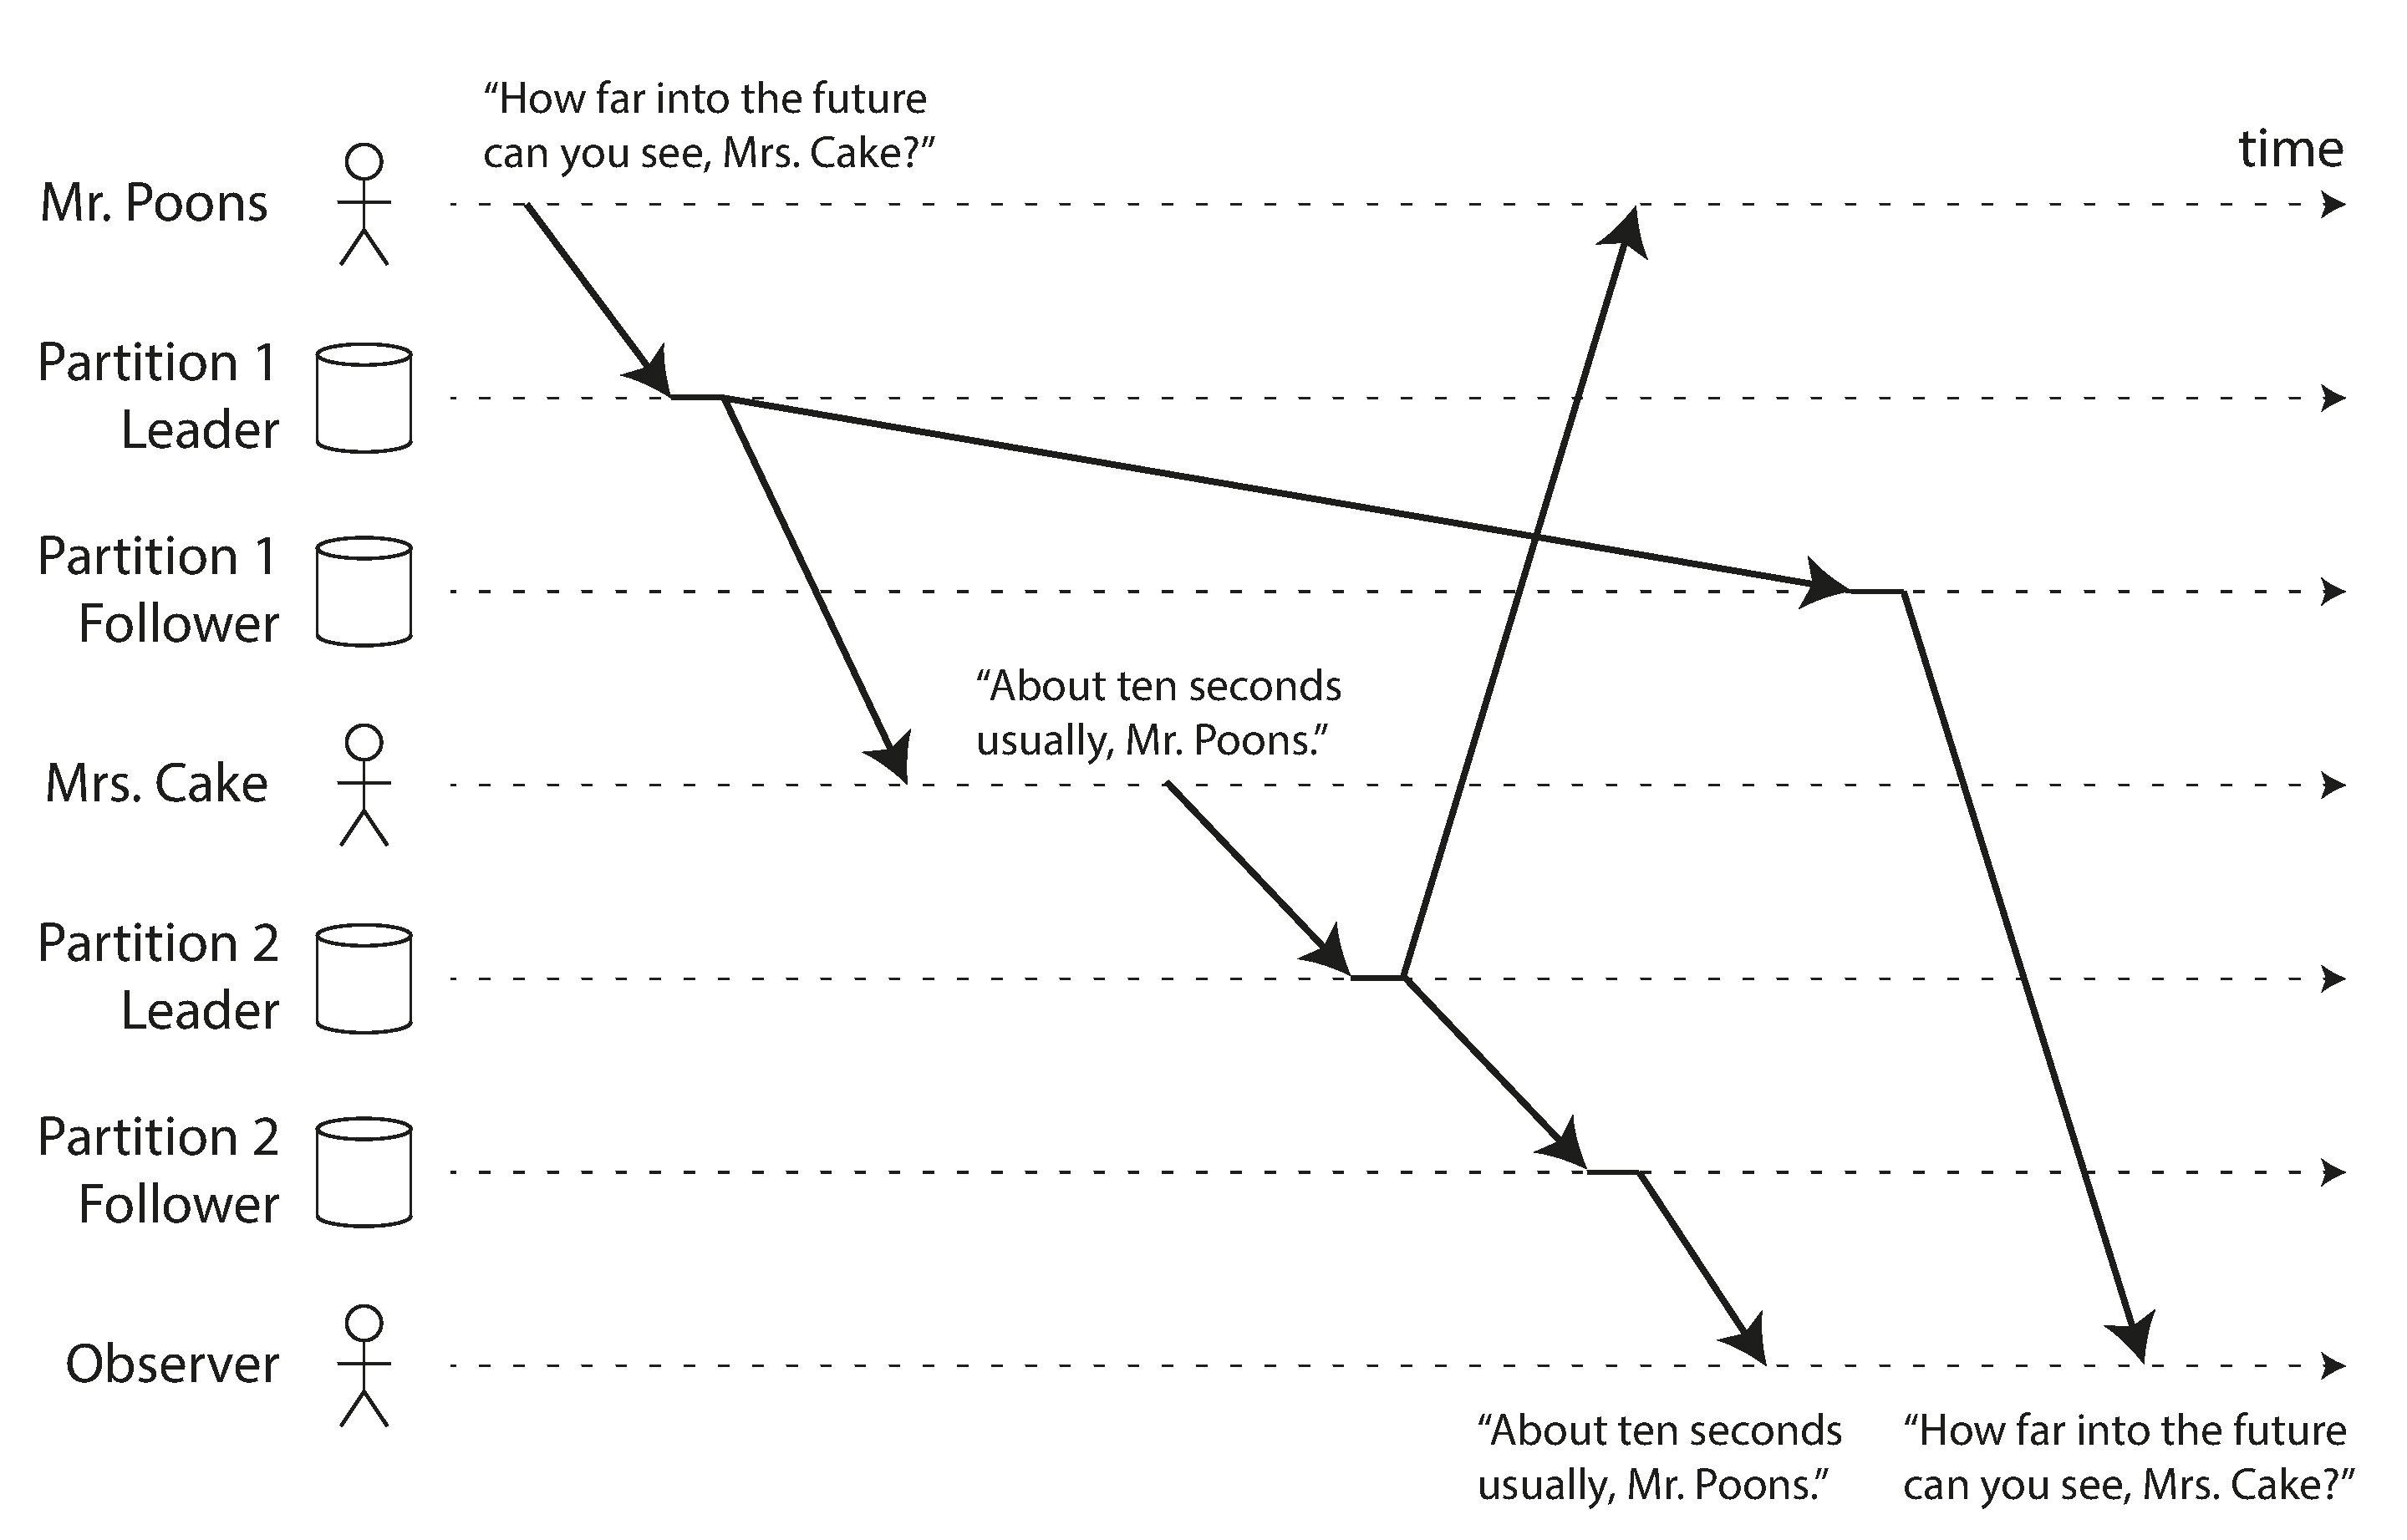 “How far into the future
can you see, Mrs. Cake?”
time
Mr. Poons
Partition 1
Leader
Partition 1
Follower
“About ten seconds
usually, Mr. Poons.”
Mrs. Cake
Partition 2
Leader
Partition 2
Follower
Observer
“About ten seconds
usually, Mr. Poons.”
“How far into the future
can you see, Mrs. Cake?”